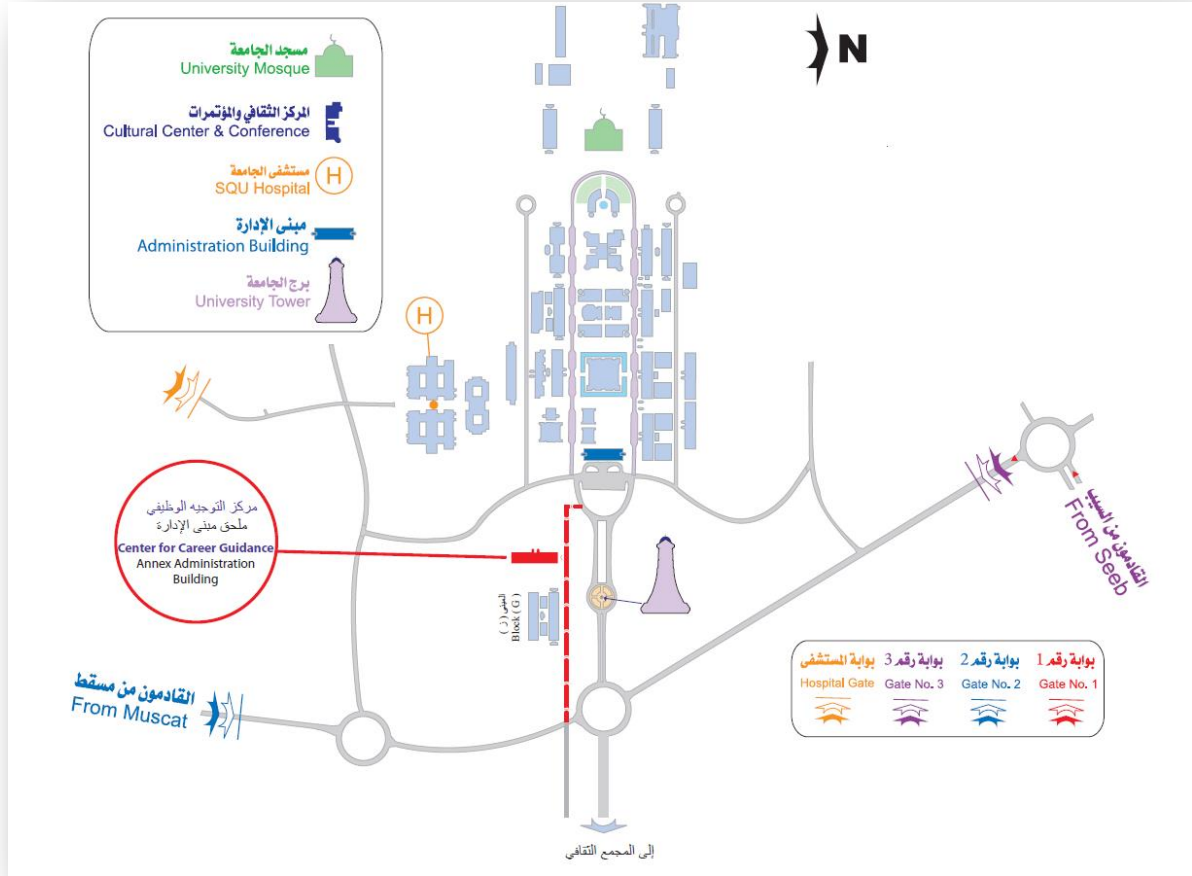 مسجد الجامعة
University Mosque
المركز الثقافي والمؤتمرات
Cultural Center & Conference
مستشفى الجامعة
SQU Hospital
H
مبنى الإدارة
Administration Building
برج الجامعة
University Tower
N
H
مركز التوجيه الوظيفي
ملحق مبنى الإدارة
Center for Career Guidance
Annex Administration
Building
المبنى ( ز )
Block ( G )
القادمون من السيب
From Seeb
القادمون من مسقط
From Muscat
بوابة رقم 1
Gate No. 1
بوابة رقم 2
Gate No. 2
بوابة رقم 3
Gate No. 3
بوابة المستشفى
Hospital Gate
إلى المجمع الثقافي